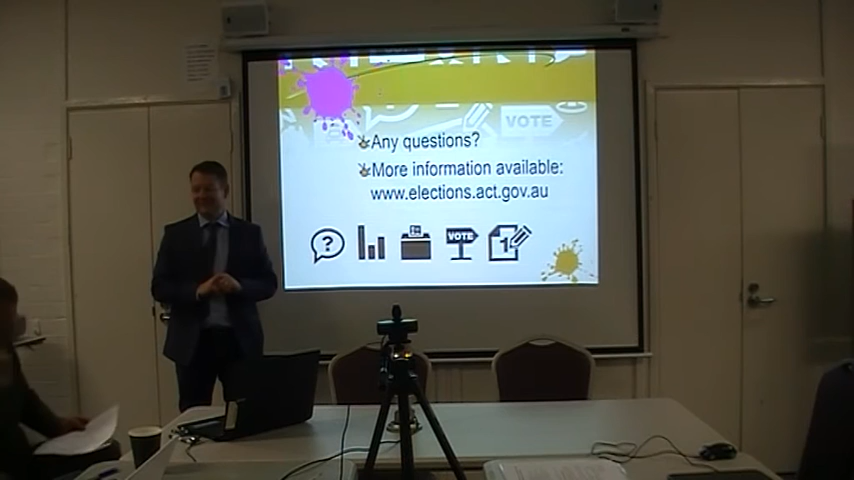 VOTE
Any questions?
More information available:
www.elections.act.gov.au
?
VOTE
1